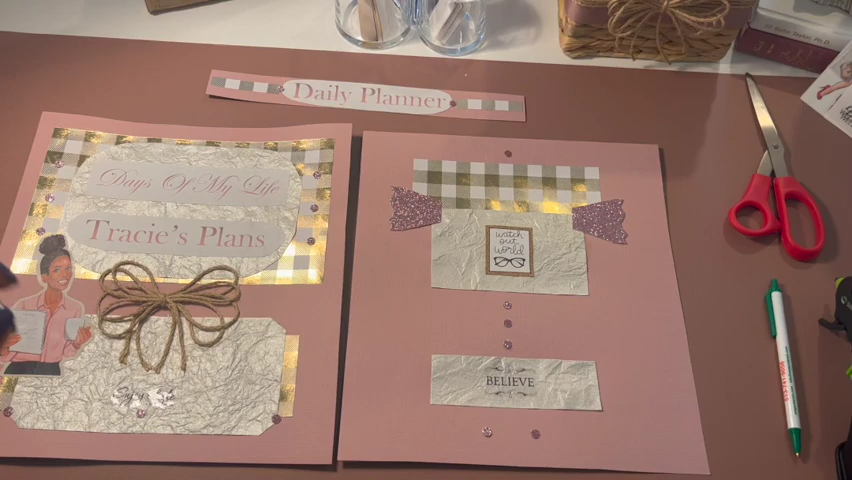 Daily Planner
Days Of My Life
Tracie's Plans
watch
out
world
BELIEVE